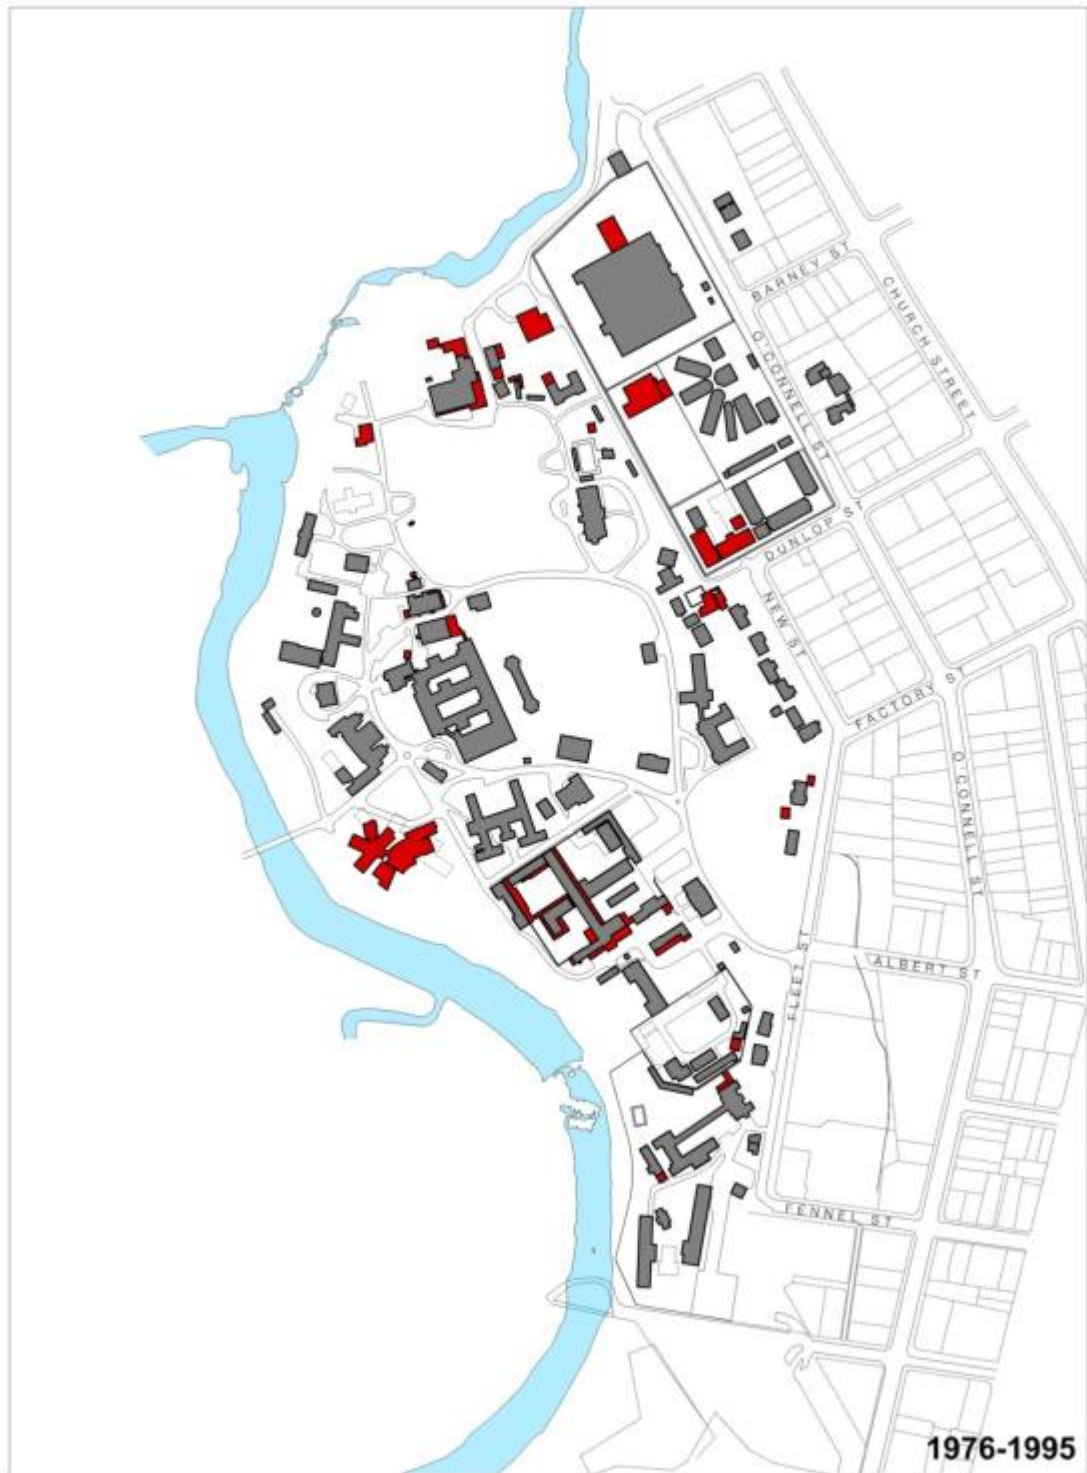 BARNEY ST
CHURCH STREET
O'CONNELL ST
DUNLOP ST
NEW ST
FACTORY ST
O'CONNELL ST
FLEET ST
ALBERT ST
FENNEL ST
1976-1995